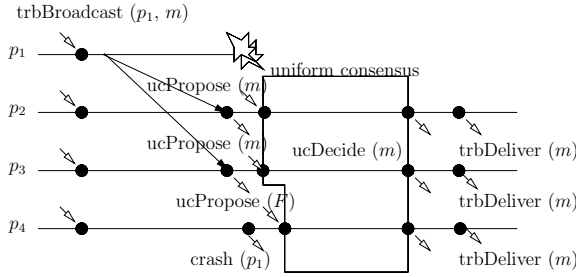 trbBroadcast (p1, m)
p1
uniform consensus
ucPropose (m)
p2
ucPropose (m)
ucDecide (m)
trbDeliver (m)
p3
ucPropose (F)
trbDeliver (m)
p4
crash (p1)
trbDeliver (m)